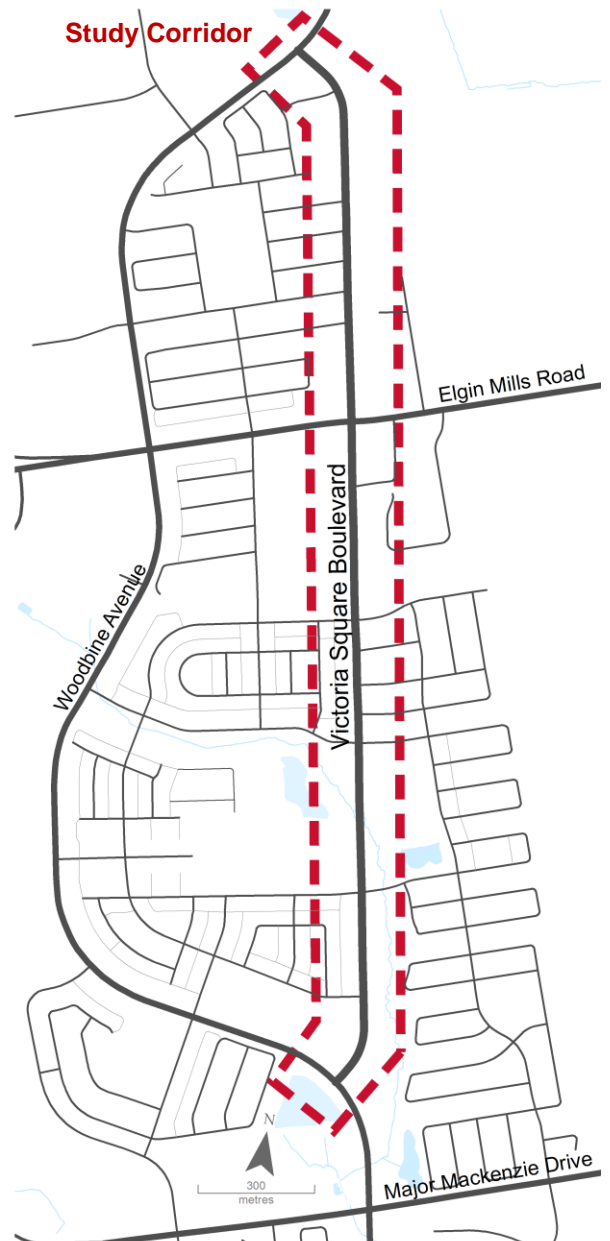 Study Corridor
Elgin Mills Road
Victoria Square Boulevard
Woodbine Avenue
N
300
metres
Major Mackenzie Drive